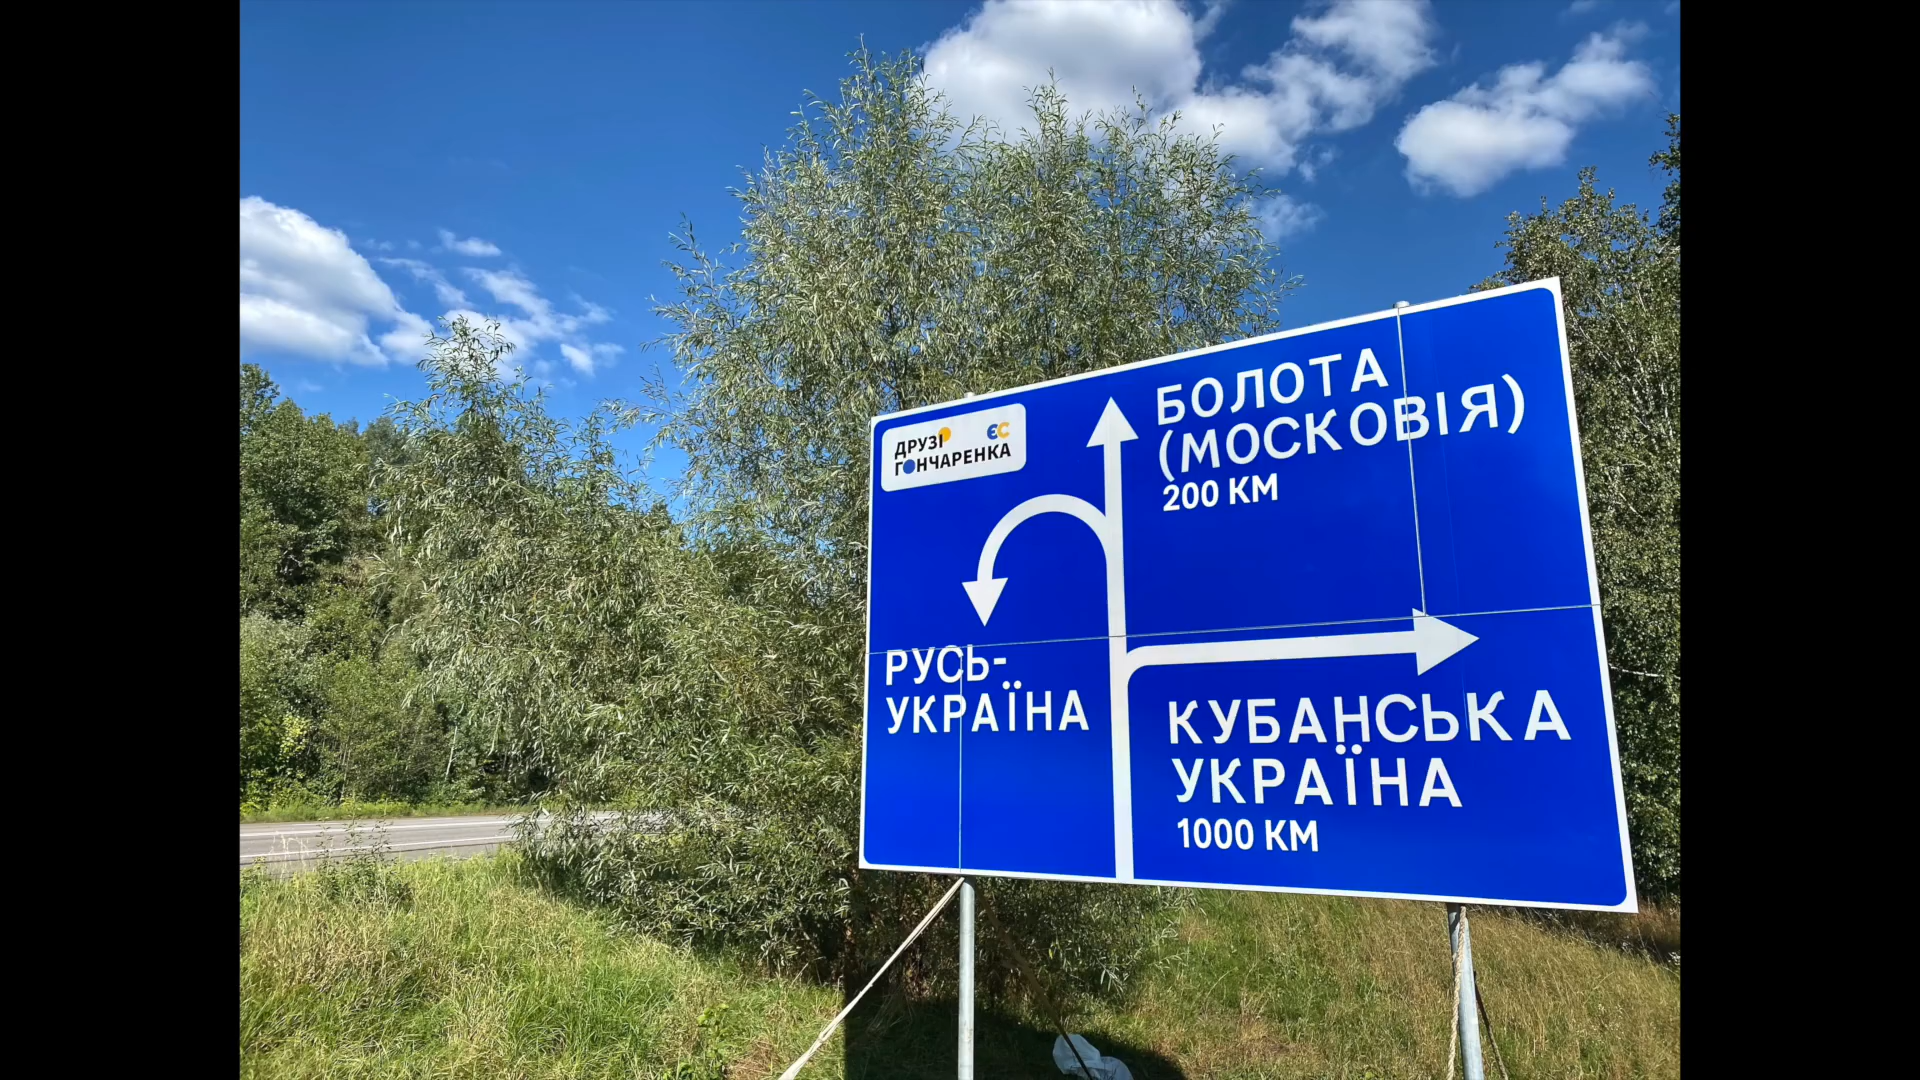 ДРУЗІ ЄС
ГОНЧАРЕНКА
БОЛОТА
(МОСКОВІЯ)
200 КМ
РУСЬ-
УКРАЇНА
КУБАНСЬКА
УКРАЇНА
1000 КМ